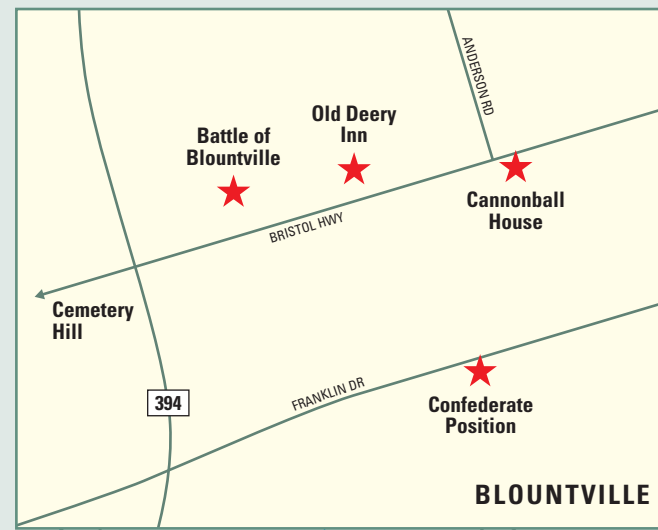 ANDERSON RD
Old Deery
Inn
Battle of
Blountville
Cannonball
House
BRISTOL HWY
Cemetery
Hill
394
FRANKLIN DR
Confederate
Position
BLOUNTVILLE